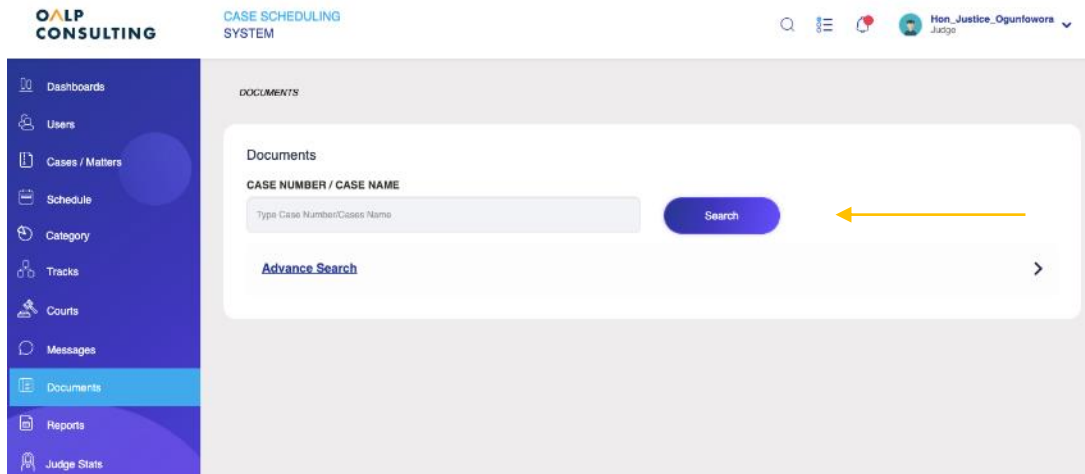 OALP
CONSULTING
CASE SCHEDULING
SYSTEM
Hon_Justice_Ogunfowora
Judge
Dashboards
Users
Cases / Matters
Schedule
Category
Tracks
Courts
Messages
Documents
Reports
Judge Stats
DOCUMENTS
Documents
CASE NUMBER / CASE NAME
Type Case Number/Cases Name
Search
Advance Search